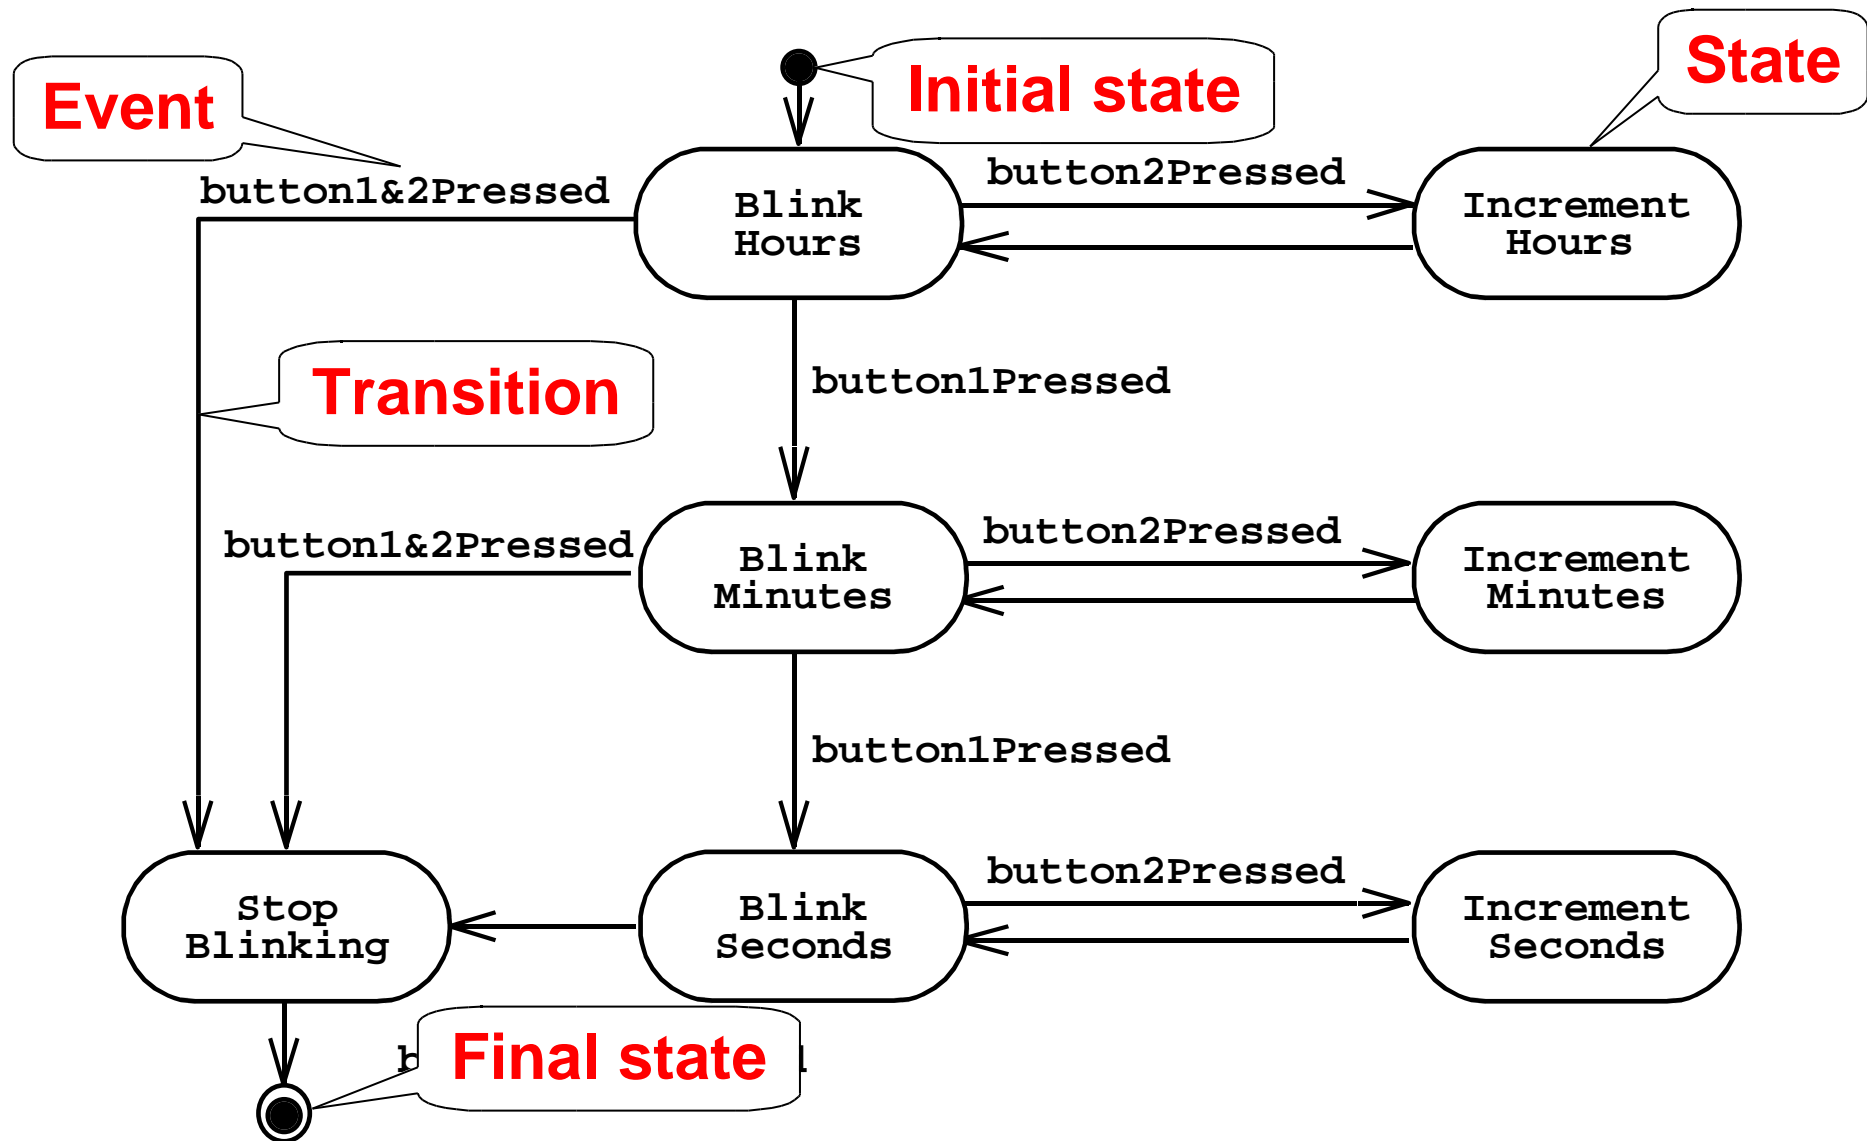 Event
Initial state
State
button1&2Pressed
Blink
Hours
button2Pressed
Increment
Hours
Transition
button1Pressed
button1&2Pressed
Blink
Minutes
button2Pressed
Increment
Minutes
button1Pressed
Stop
Blinking
Blink
Seconds
button2Pressed
Increment
Seconds
Final state